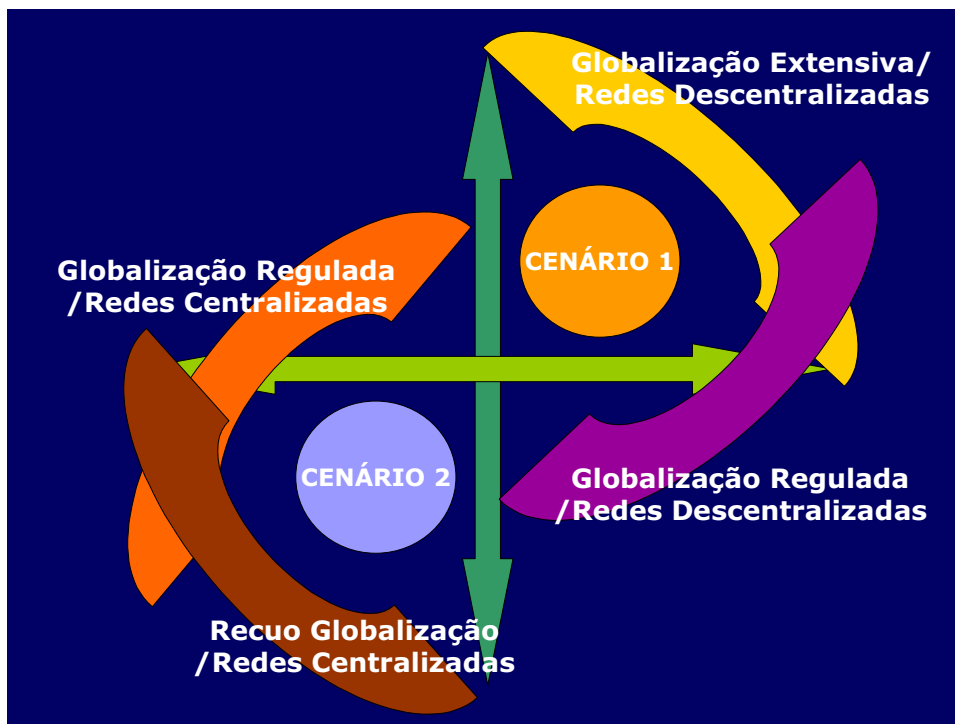 Globalização Extensiva/
Redes Descentralizadas
CENÁRIO 1
Globalização Regulada
/Redes Centralizadas
CENÁRIO 2
Globalização Regulada
/Redes Descentralizadas
Recuo Globalização
/Redes Centralizadas